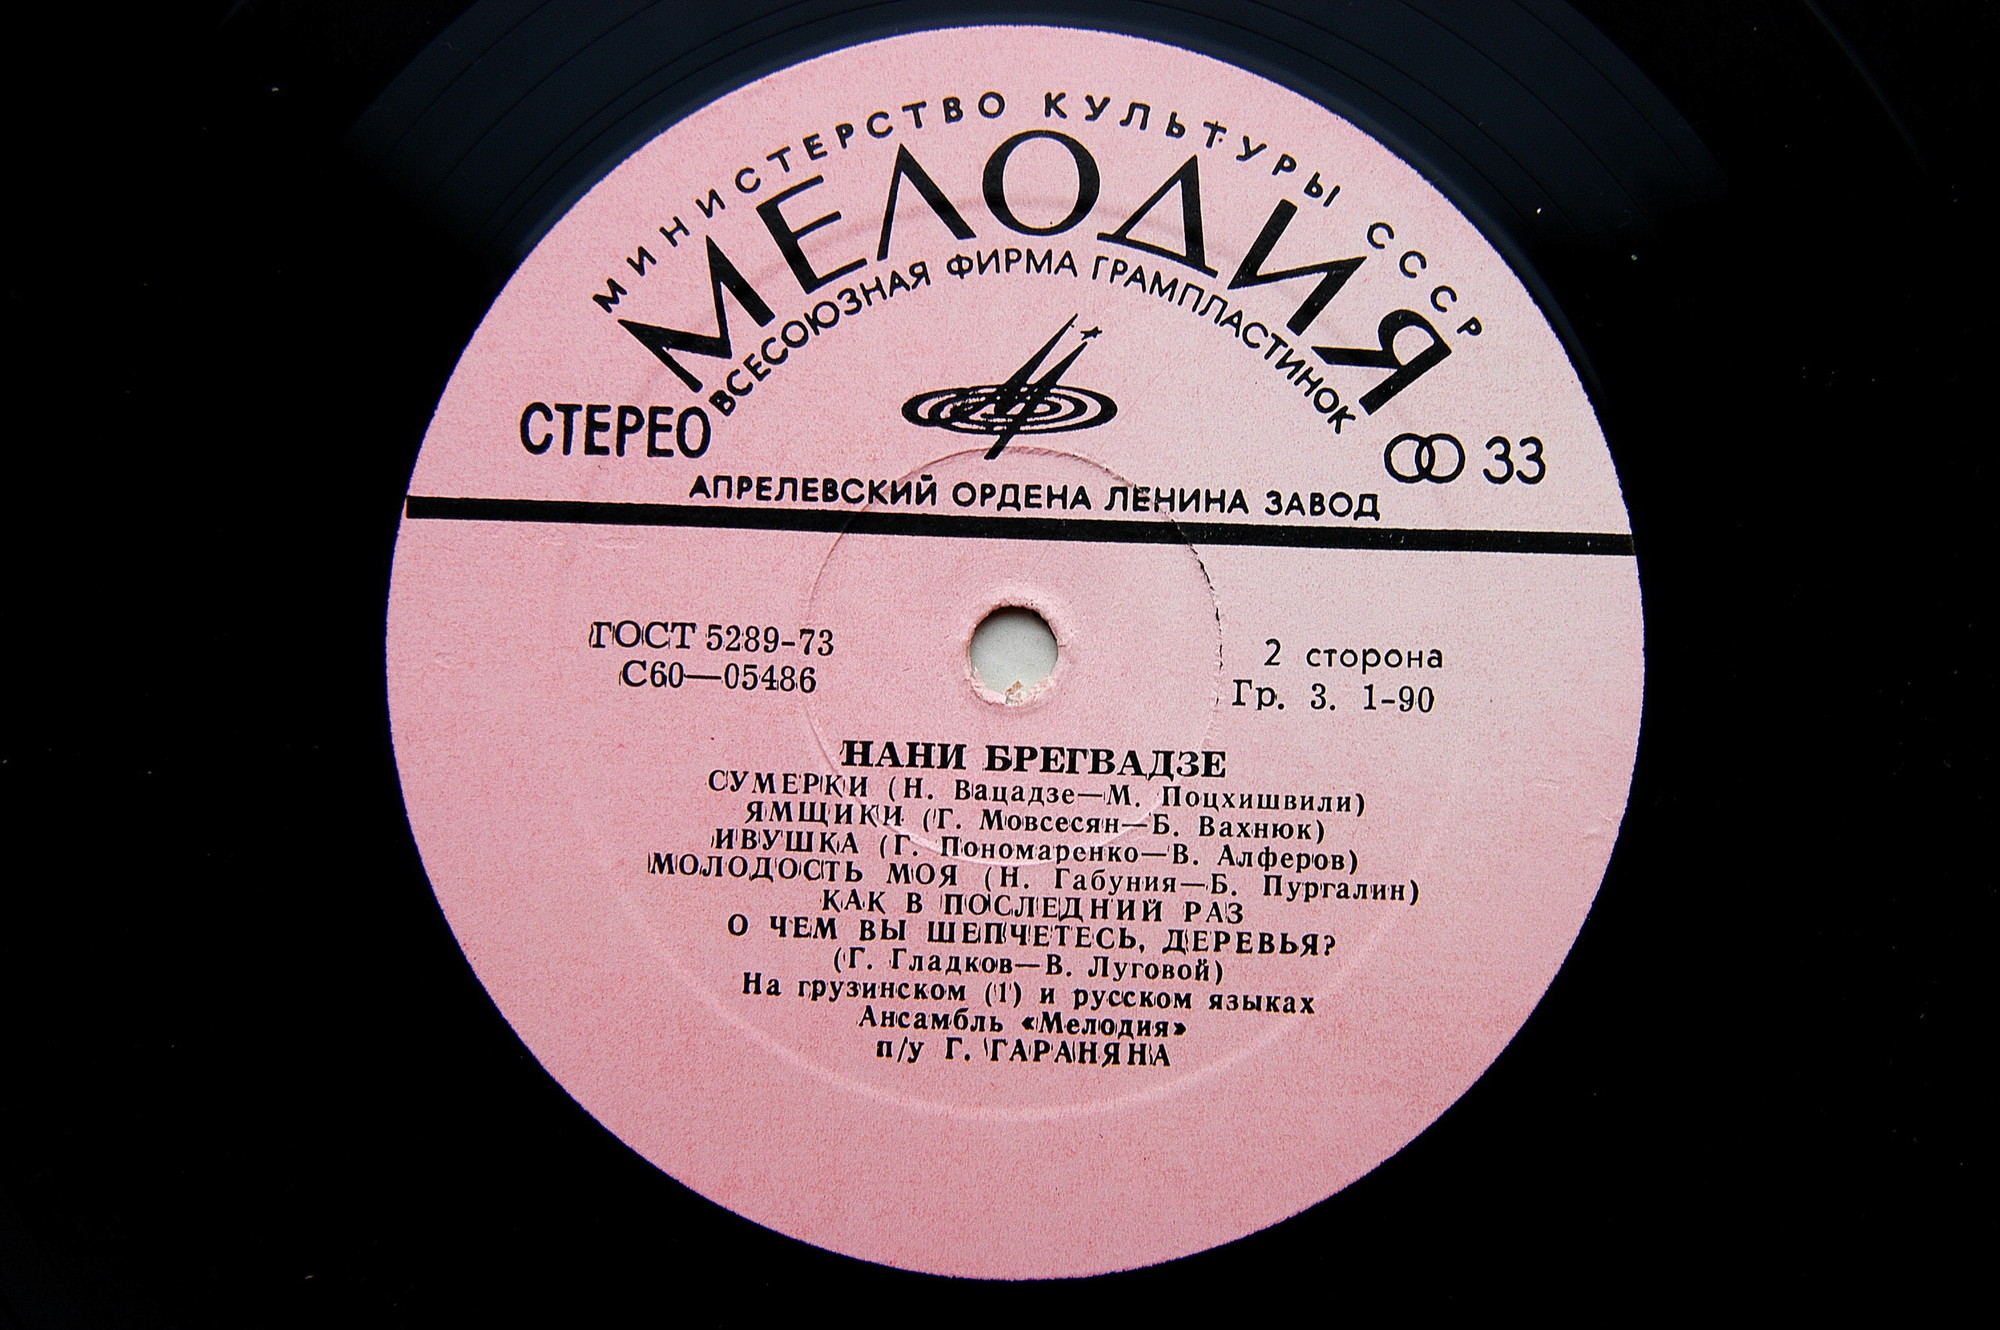 МИНИСТЕРСТВО КУЛЬТУРЫ СССР
МЕЛОДИЯ
ВСЕСОЮЗНАЯ ФИРМА ГРАМПЛАСТИНОК
СТЕРЕО
33
АПРЕЛЕВСКИЙ ОРДЕНА ЛЕНИНА ЗАВОД
ГОСТ 5289-73
С60—05486
2 сторона
Гр. 3. 1-90
НАНИ БРЕГВАДЗЕ
СУМЕРКИ (Н. Вацадзе—М. Поцхишвили)
ЯМЩИКИ (Г. Мовсесян—Б. Вахнюк)
ИВУШКА (Г. Пономаренко—В. Алферов)
МОЛОДОСТЬ МОЯ (Н. Габуния—Б. Пургалин)
КАК В ПОСЛЕДНИЙ РАЗ
О ЧЕМ ВЫ ШЕПЧЕТЕСЬ, ДЕРЕВЬЯ?
(Г. Гладков—В. Луговой)
На грузинском (1) и русском языках
Ансамбль «Мелодия»
п/у Г. ГАРАНЯНА